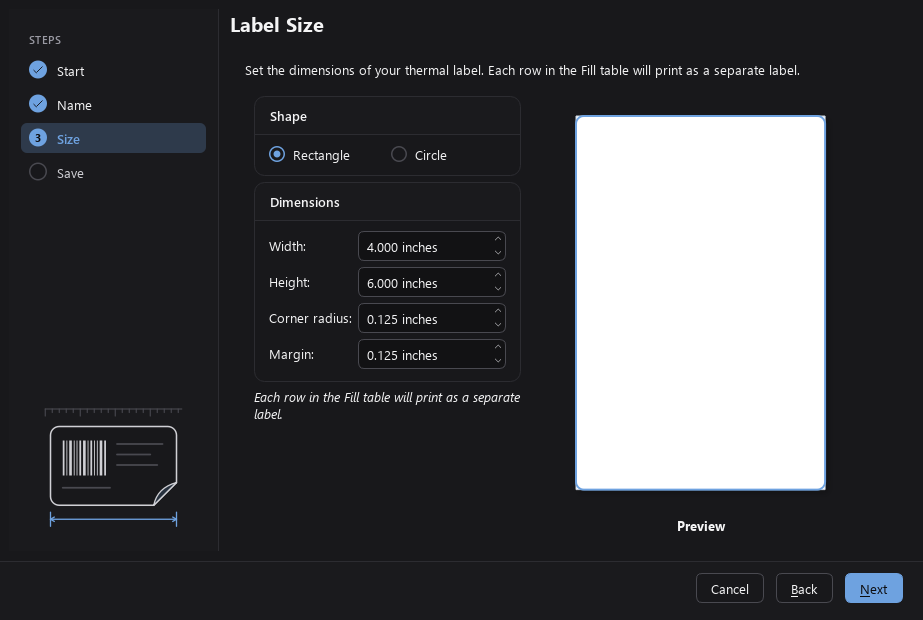 Label Size
STEPS
Start
Name
3 Size
Save
Set the dimensions of your thermal label. Each row in the Fill table will print as a separate label.
Shape
Rectangle
Circle
Dimensions
Width: 4.000 inches
Height: 6.000 inches
Corner radius: 0.125 inches
Margin: 0.125 inches
Each row in the Fill table will print as a separate
label.
Preview
Cancel
Back
Next